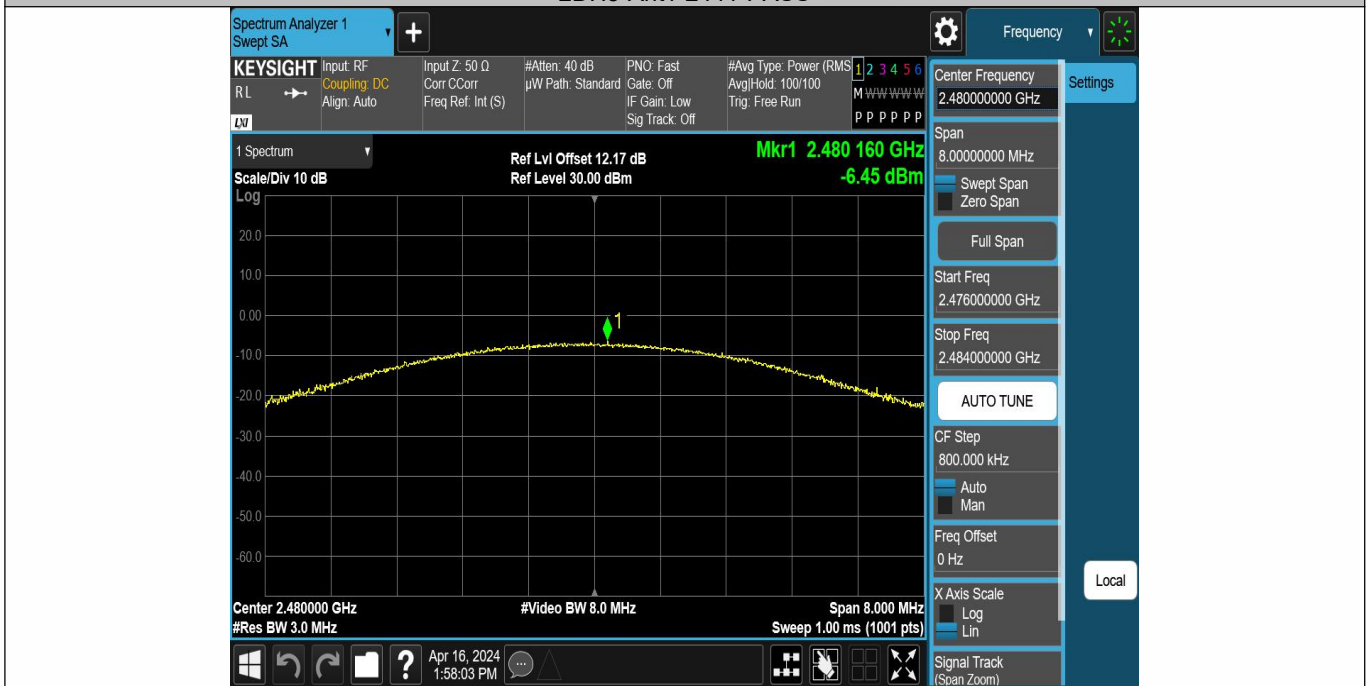 Spectrum Analyzer 1
Swept SA
+
Frequency
KEYSIGHT
RL
LXI
Input: RF
Coupling: DC
Align: Auto
Input Z: 50 Ω
Corr CCorr
Freq Ref: Int (S)
#Atten: 40 dB
µW Path: Standard
PNO: Fast
Gate: Off
IF Gain: Low
Sig Track: Off
#Avg Type: Power (RMS
Avg|Hold: 100/100
Trig: Free Run
1 2 3 4 5 6
M W W W W W
P P P P P P
1 Spectrum
Scale/Div 10 dB
Ref Lvl Offset 12.17 dB
Ref Level 30.00 dBm
Mkr1 2.480 160 GHz
-6.45 dBm
Log
20.0
10.0
0.00
-10.0
-20.0
-30.0
-40.0
-50.0
-60.0
1
Center 2.480000 GHz
#Res BW 3.0 MHz
#Video BW 8.0 MHz
Span 8.000 MHz
Sweep 1.00 ms (1001 pts)
Apr 16, 2024
1:58:03 PM
Center Frequency
2.480000000 GHz
Settings
Span
8.00000000 MHz
Swept Span
Zero Span
Full Span
Start Freq
2.476000000 GHz
Stop Freq
2.484000000 GHz
AUTO TUNE
CF Step
800.000 kHz
Auto
Man
Freq Offset
0 Hz
X Axis Scale
Log
Lin
Local
Signal Track
(Span Zoom)